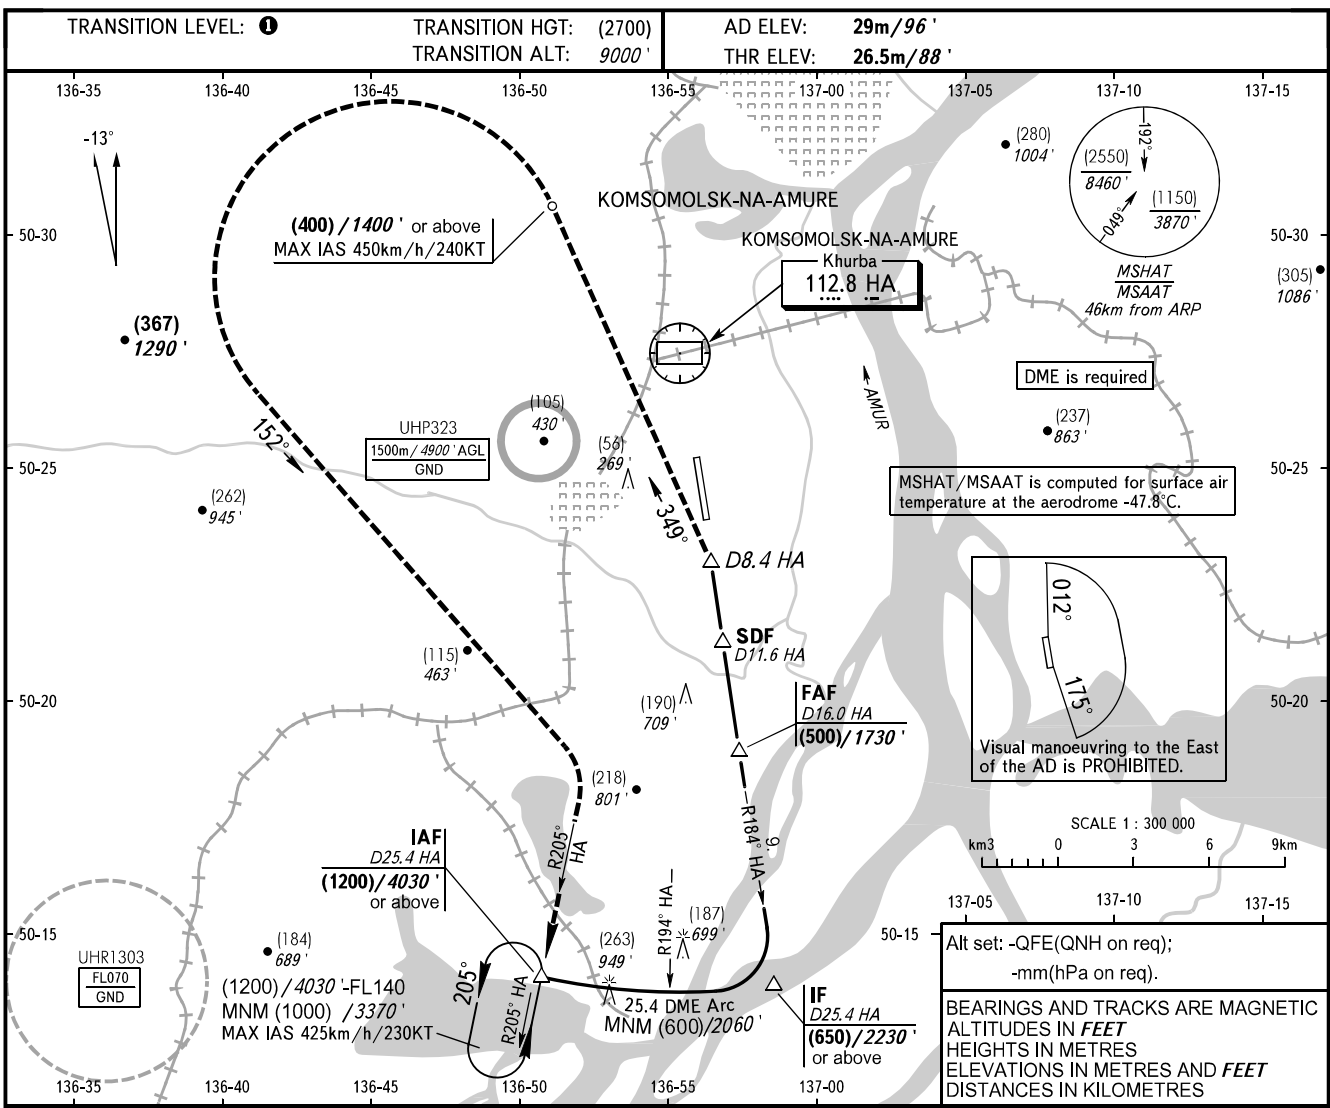 TRANSITION LEVEL: ❶
TRANSITION HGT: (2700)
TRANSITION ALT: 9000'
AD ELEV: 29m/96'
THR ELEV: 26.5m/88'
136-35 136-40 136-45 136-50 136-55 137-00 137-05 137-10 137-15
-13°
(280)
1004'
192°
(2550)
8460'
(1150)
3870'
049°
MSHAT
MSAAT
46km from ARP
KOMSOMOLSK-NA-AMURE
(400)/1400' or above
MAX IAS 450km/h/240KT
50-30
50-30
KOMSOMOLSK-NA-AMURE
Khurba
112.8 HA
(305)
1086'
(367)
1290'
DME is required
AMUR
(105)
430'
UHP323
1500m/4900'AGL
GND
152°
(56)
269'
(237)
863'
50-25
50-25
MSHAT/MSAAT is computed for surface air
temperature at the aerodrome -47.8°C.
(262)
945'
349°
D8.4 HA
012°
175°
Visual manoeuvring to the East
of the AD is PROHIBITED.
SDF
D11.6 HA
(115)
463'
50-20
50-20
(190)
709'
FAF
D16.0 HA
(500)/1730'
(218)
801'
R205° HA
R184° HA
9.
SCALE 1 : 300 000
km3 0 3 6 9km
IAF
D25.4 HA
(1200)/4030'
or above
R194° HA
137-05 137-10 137-15
(187)
699'
50-15
50-15
(184)
689'
(263)
949'
UHR1303
FL070
GND
205°
R205° HA
(1200)/4030'-FL140
MNM (1000)/3370'
MAX IAS 425km/h/230KT
25.4 DME Arc
MNM (600)/2060'
IF
D25.4 HA
(650)/2230'
or above
136-35 136-40 136-45 136-50 136-55 137-00
Alt set: -QFE(QNH on req);
-mm(hPa on req).
BEARINGS AND TRACKS ARE MAGNETIC
ALTITUDES IN FEET
HEIGHTS IN METRES
ELEVATIONS IN METRES AND FEET
DISTANCES IN KILOMETRES